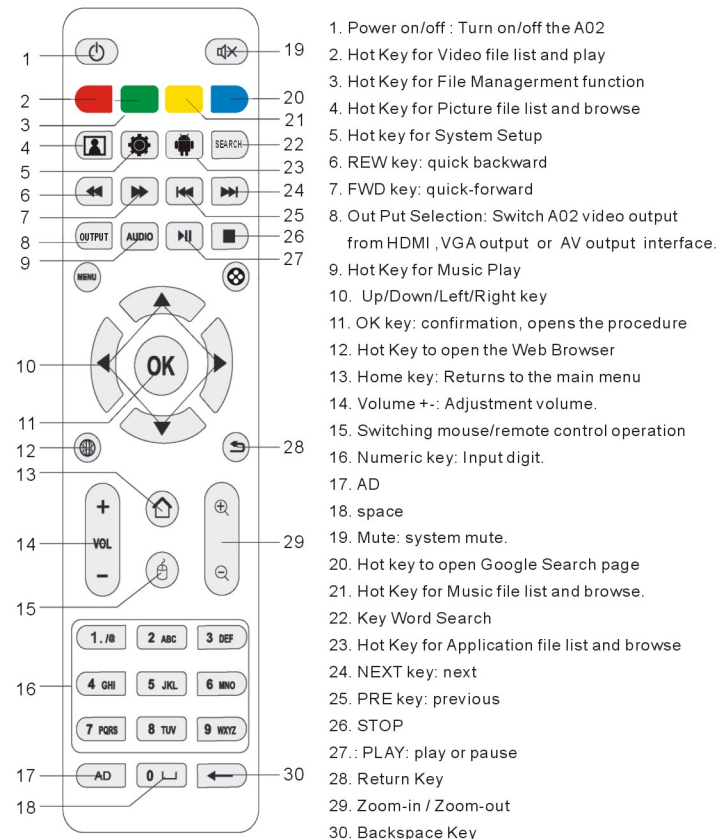 1
19
2
20
3
21
4
SEARCH
22
5
23
6
24
7
25
8
OUTPUT
AUDIO
26
9
27
MENU
10
OK
11
12
28
13
+
14
VOL
29
-
15
1 ./@
2 ABC
3 DEF
16
4 GHI
5 JKL
6 MNO
7 PQRS
8 TUV
9 WXYZ
17
AD
0
30
18
1. Power on/off : Turn on/off the A02
2. Hot Key for Video file list and play
3. Hot Key for File Managerment function
4. Hot Key for Picture file list and browse
5. Hot key for System Setup
6. REW key: quick backward
7. FWD key: quick-forward
8. Out Put Selection: Switch A02 video output
from HDMI ,VGA output or AV output interface.
9. Hot Key for Music Play
10. Up/Down/Left/Right key
11. OK key: confirmation, opens the procedure
12. Hot Key to open the Web Browser
13. Home key: Returns to the main menu
14. Volume +-: Adjustment volume.
15. Switching mouse/remote control operation
16. Numeric key: Input digit.
17. AD
18. space
19. Mute: system mute.
20. Hot key to open Google Search page
21. Hot Key for Music file list and browse.
22. Key Word Search
23. Hot Key for Application file list and browse
24. NEXT key: next
25. PRE key: previous
26. STOP
27.: PLAY: play or pause
28. Return Key
29. Zoom-in / Zoom-out
30. Backspace Key